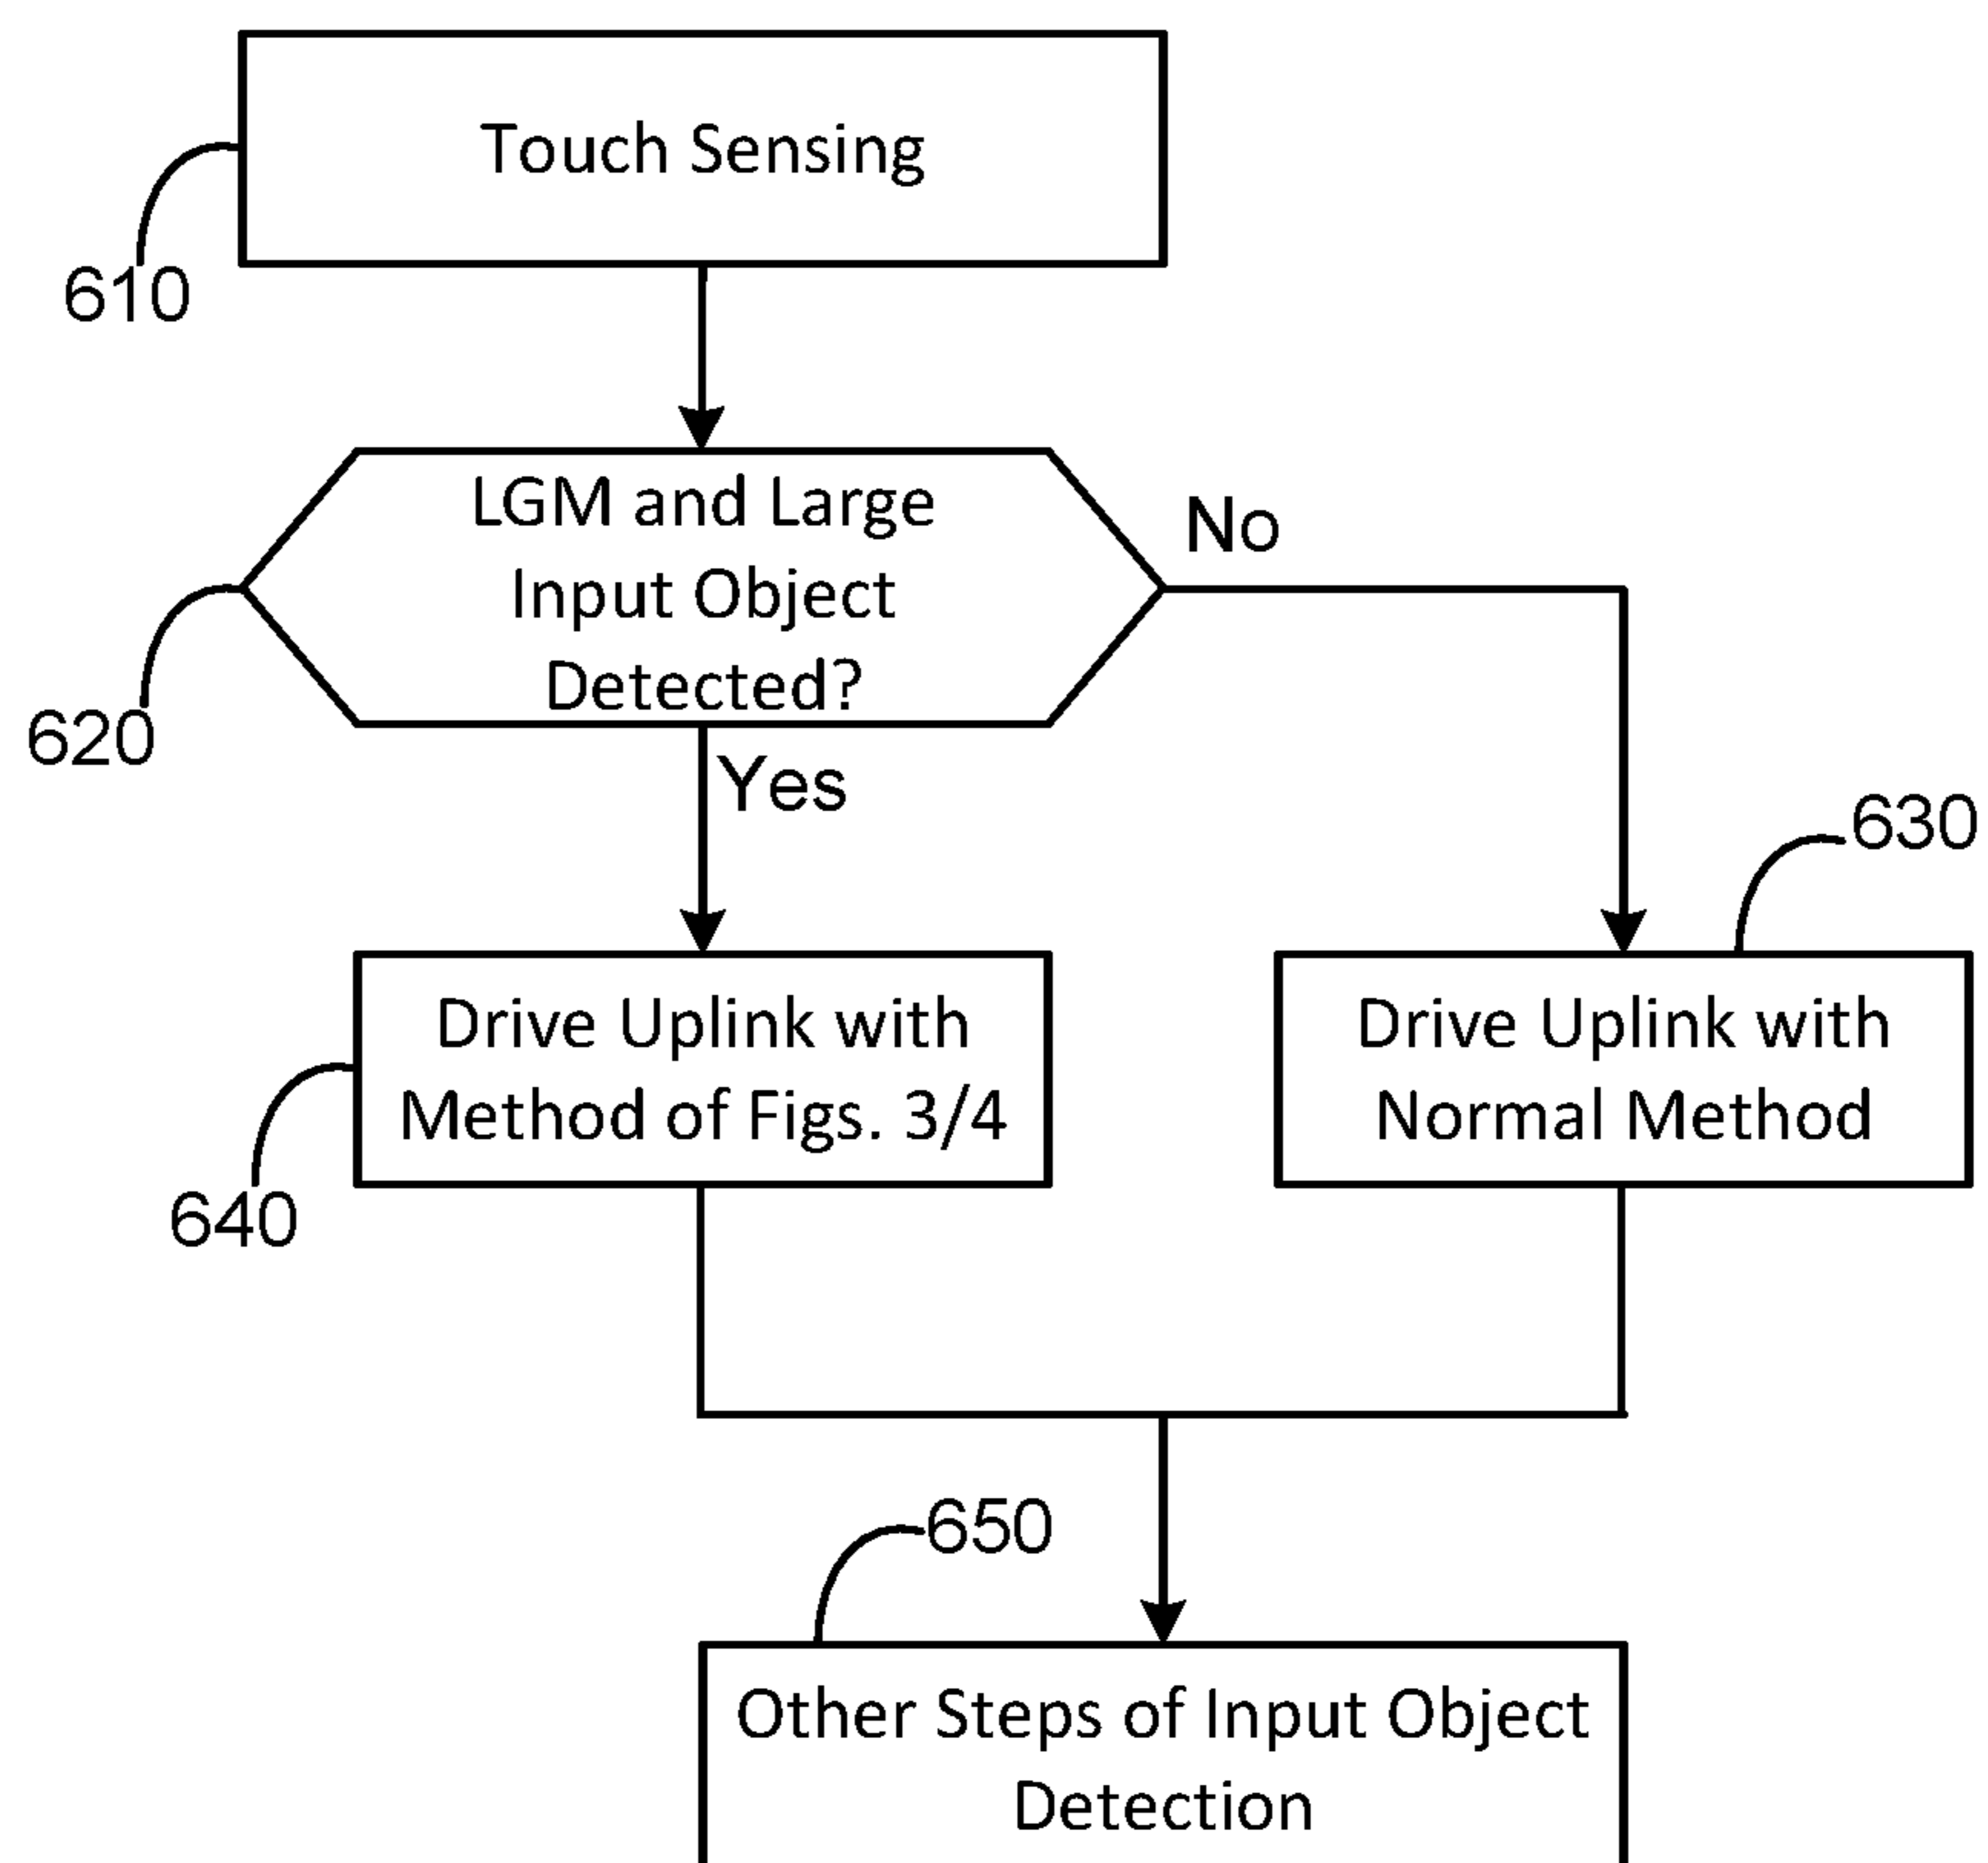 Touch Sensing
610
LGM and Large
Input Object
Detected?
No
620
Yes
630
Drive Uplink with
Method of Figs. 3/4
Drive Uplink with
Normal Method
640
650
Other Steps of Input Object
Detection